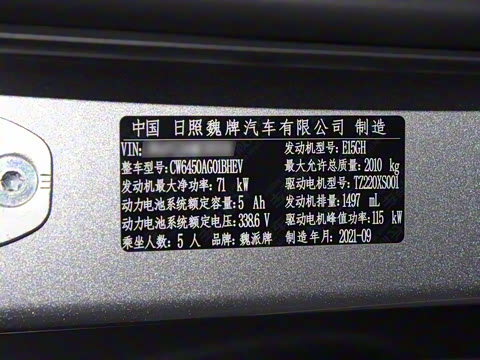 中国 日照魏牌汽车有限公司 制造
VIN: 发动机型号: E15GH
整车型号: CW6450AG01BHEV 最大允许总质量: 2010 kg
发动机最大净功率: 71 kW 驱动电机型号: TZ220XS001
动力电池系统额定容量: 5 Ah 发动机排量: 1497 mL
动力电池系统额定电压: 338.6 V 驱动电机峰值功率: 115 kW
乘坐人数: 5 人 品牌: 魏派牌 制造年月: 2021-09